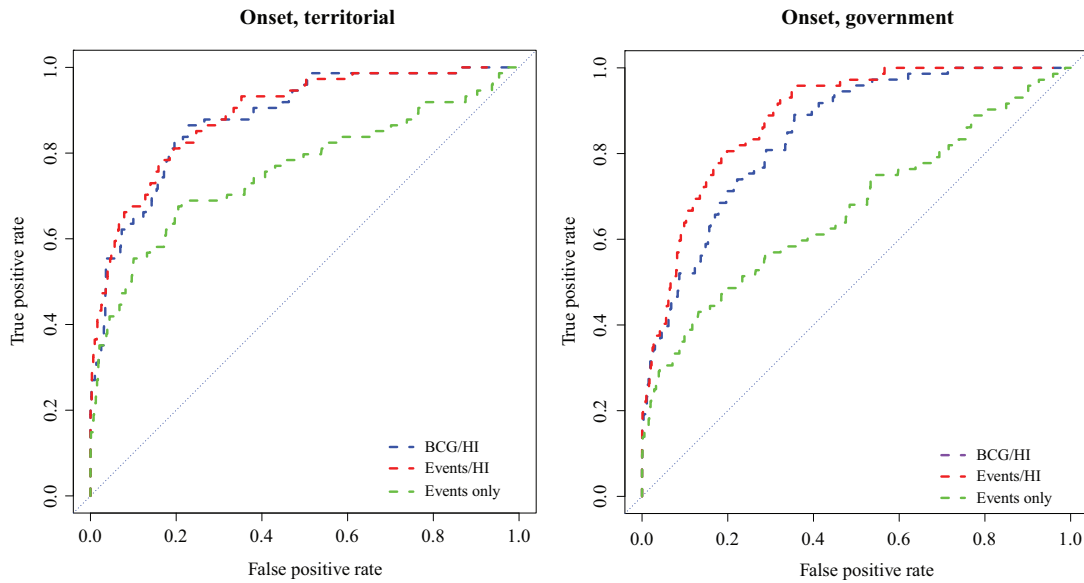 Onset, territorial
True positive rate
1.0
0.8
0.6
0.4
0.2
0.0
BCG/HI
Events/HI
Events only
0.0 0.2 0.4 0.6 0.8 1.0
False positive rate
Onset, government
True positive rate
1.0
0.8
0.6
0.4
0.2
0.0
BCG/HI
Events/HI
Events only
0.0 0.2 0.4 0.6 0.8 1.0
False positive rate